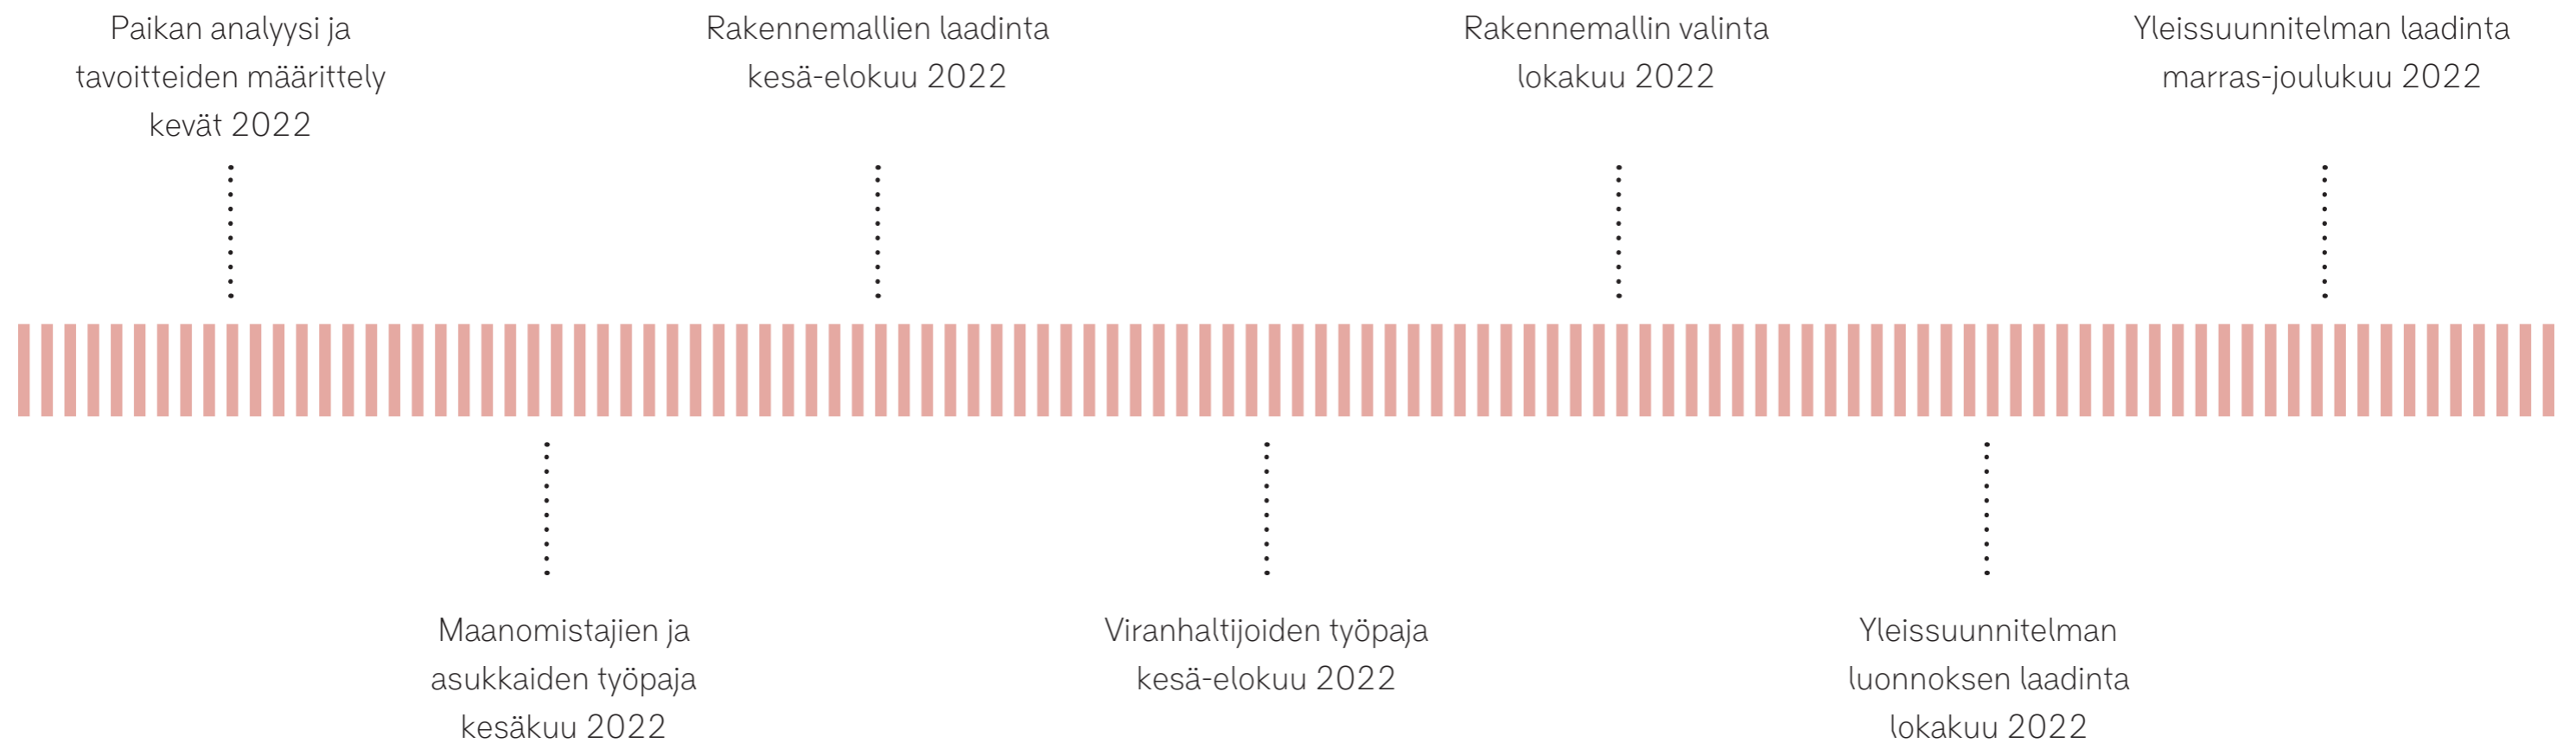 Paikan analyysi ja
tavoitteiden määrittely
kevät 2022
Rakennemallien laadinta
kesä-elokuu 2022
Rakennemallin valinta
lokakuu 2022
Yleissuunnitelman laadinta
marras-joulukuu 2022
Maanomistajien ja
asukkaiden työpaja
kesäkuu 2022
Viranhaltijoiden työpaja
kesä-elokuu 2022
Yleissuunnitelman
luonnoksen laadinta
lokakuu 2022